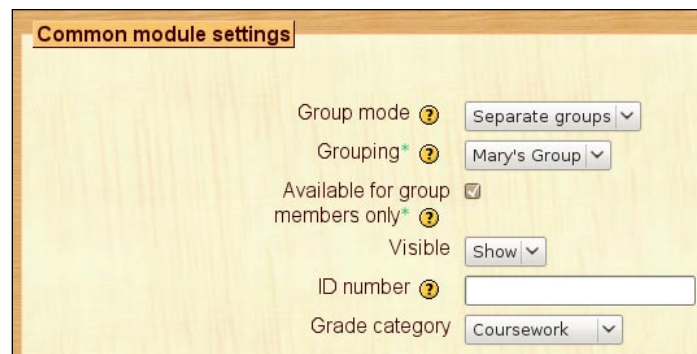 Common module settings
Group mode ? Separate groups
Grouping* ? Mary's Group
Available for group
members only* ?
Visible Show
ID number ?
Grade category Coursework